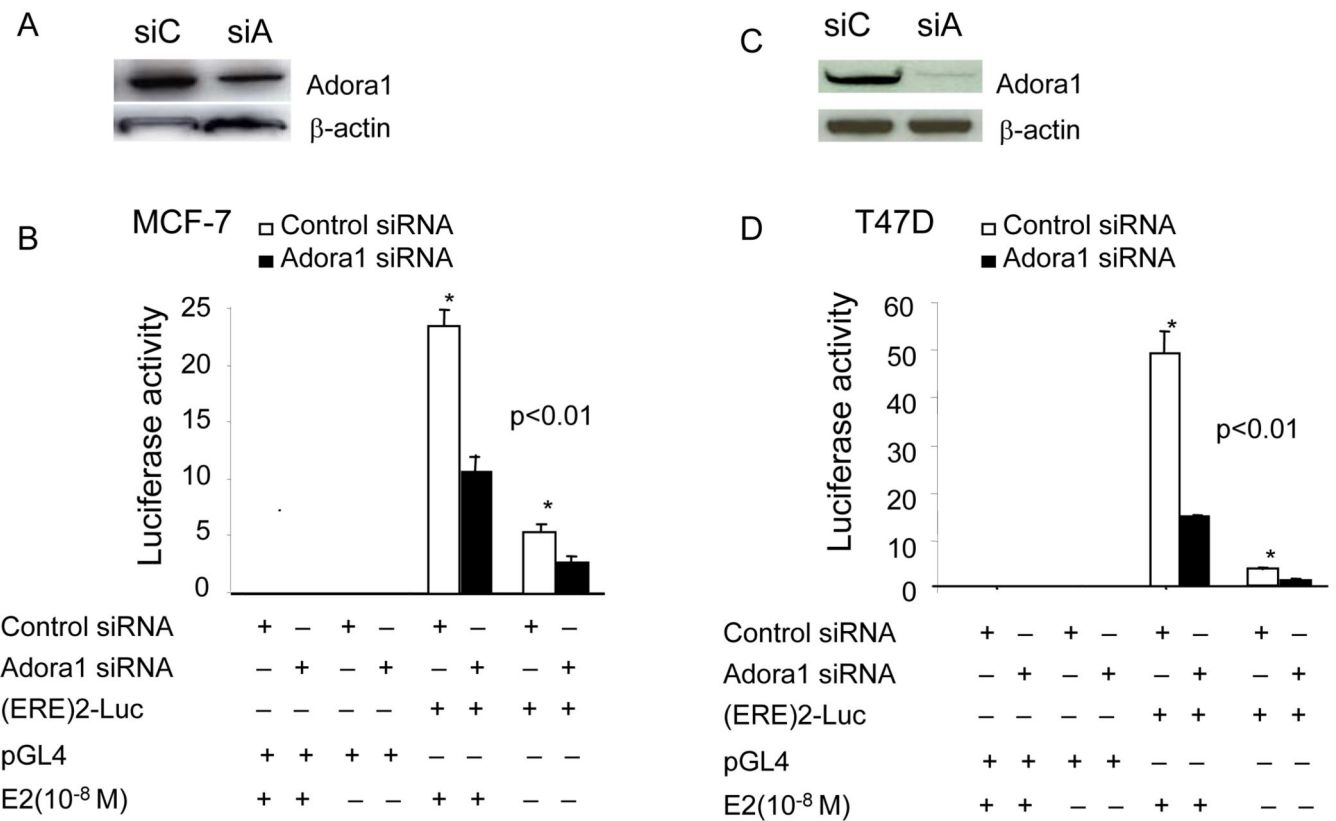 A
siC siA
Adora1
β-actin
B
MCF-7
Control siRNA
Adora1 siRNA
Luciferase activity
25
20
15
10
5
0
*
*
p<0.01
Control siRNA + – + – + – + –
Adora1 siRNA – + – + – + – +
(ERE)2-Luc – – – – + + + +
pGL4 + + + + – – – –
E2(10⁻⁸ M) + + – – + + – –
C
siC siA
Adora1
β-actin
D
T47D
Control siRNA
Adora1 siRNA
Luciferase activity
60
50
40
30
20
10
0
*
*
p<0.01
Control siRNA + – + – + – + –
Adora1 siRNA – + – + – + – +
(ERE)2-Luc – – – – + + + +
pGL4 + + + + – – – –
E2(10⁻⁸ M) + + – – + + – –